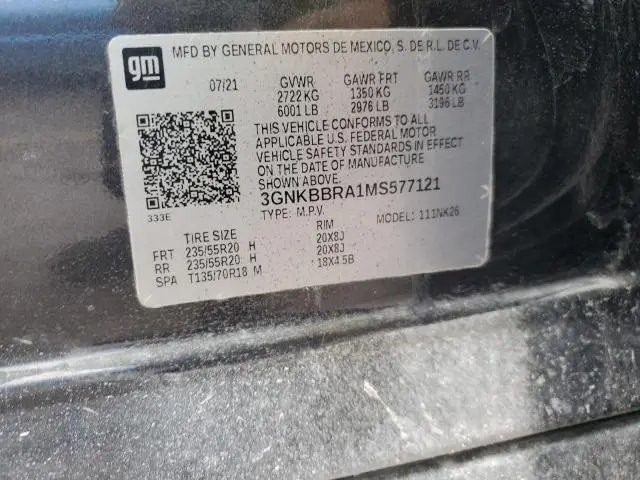 gm
MFD BY GENERAL MOTORS DE MEXICO, S. DE R.L. DE C.V.
07/21 GVWR GAWR FRT GAWR RR
2722 KG 1350 KG 1450 KG
6001 LB 2976 LB 3196 LB
THIS VEHICLE CONFORMS TO ALL
APPLICABLE U.S. FEDERAL MOTOR
VEHICLE SAFETY STANDARDS IN EFFECT
ON THE DATE OF MANUFACTURE
333E
3GNKBBRA1MS577121
TYPE: M.P.V. MODEL: 111NK26
TIRE SIZE RIM
FRT 235/55R20 H 20X8J
RR 235/55R20 H 20X8J
SPA T135/70R18 M 18X4.5B